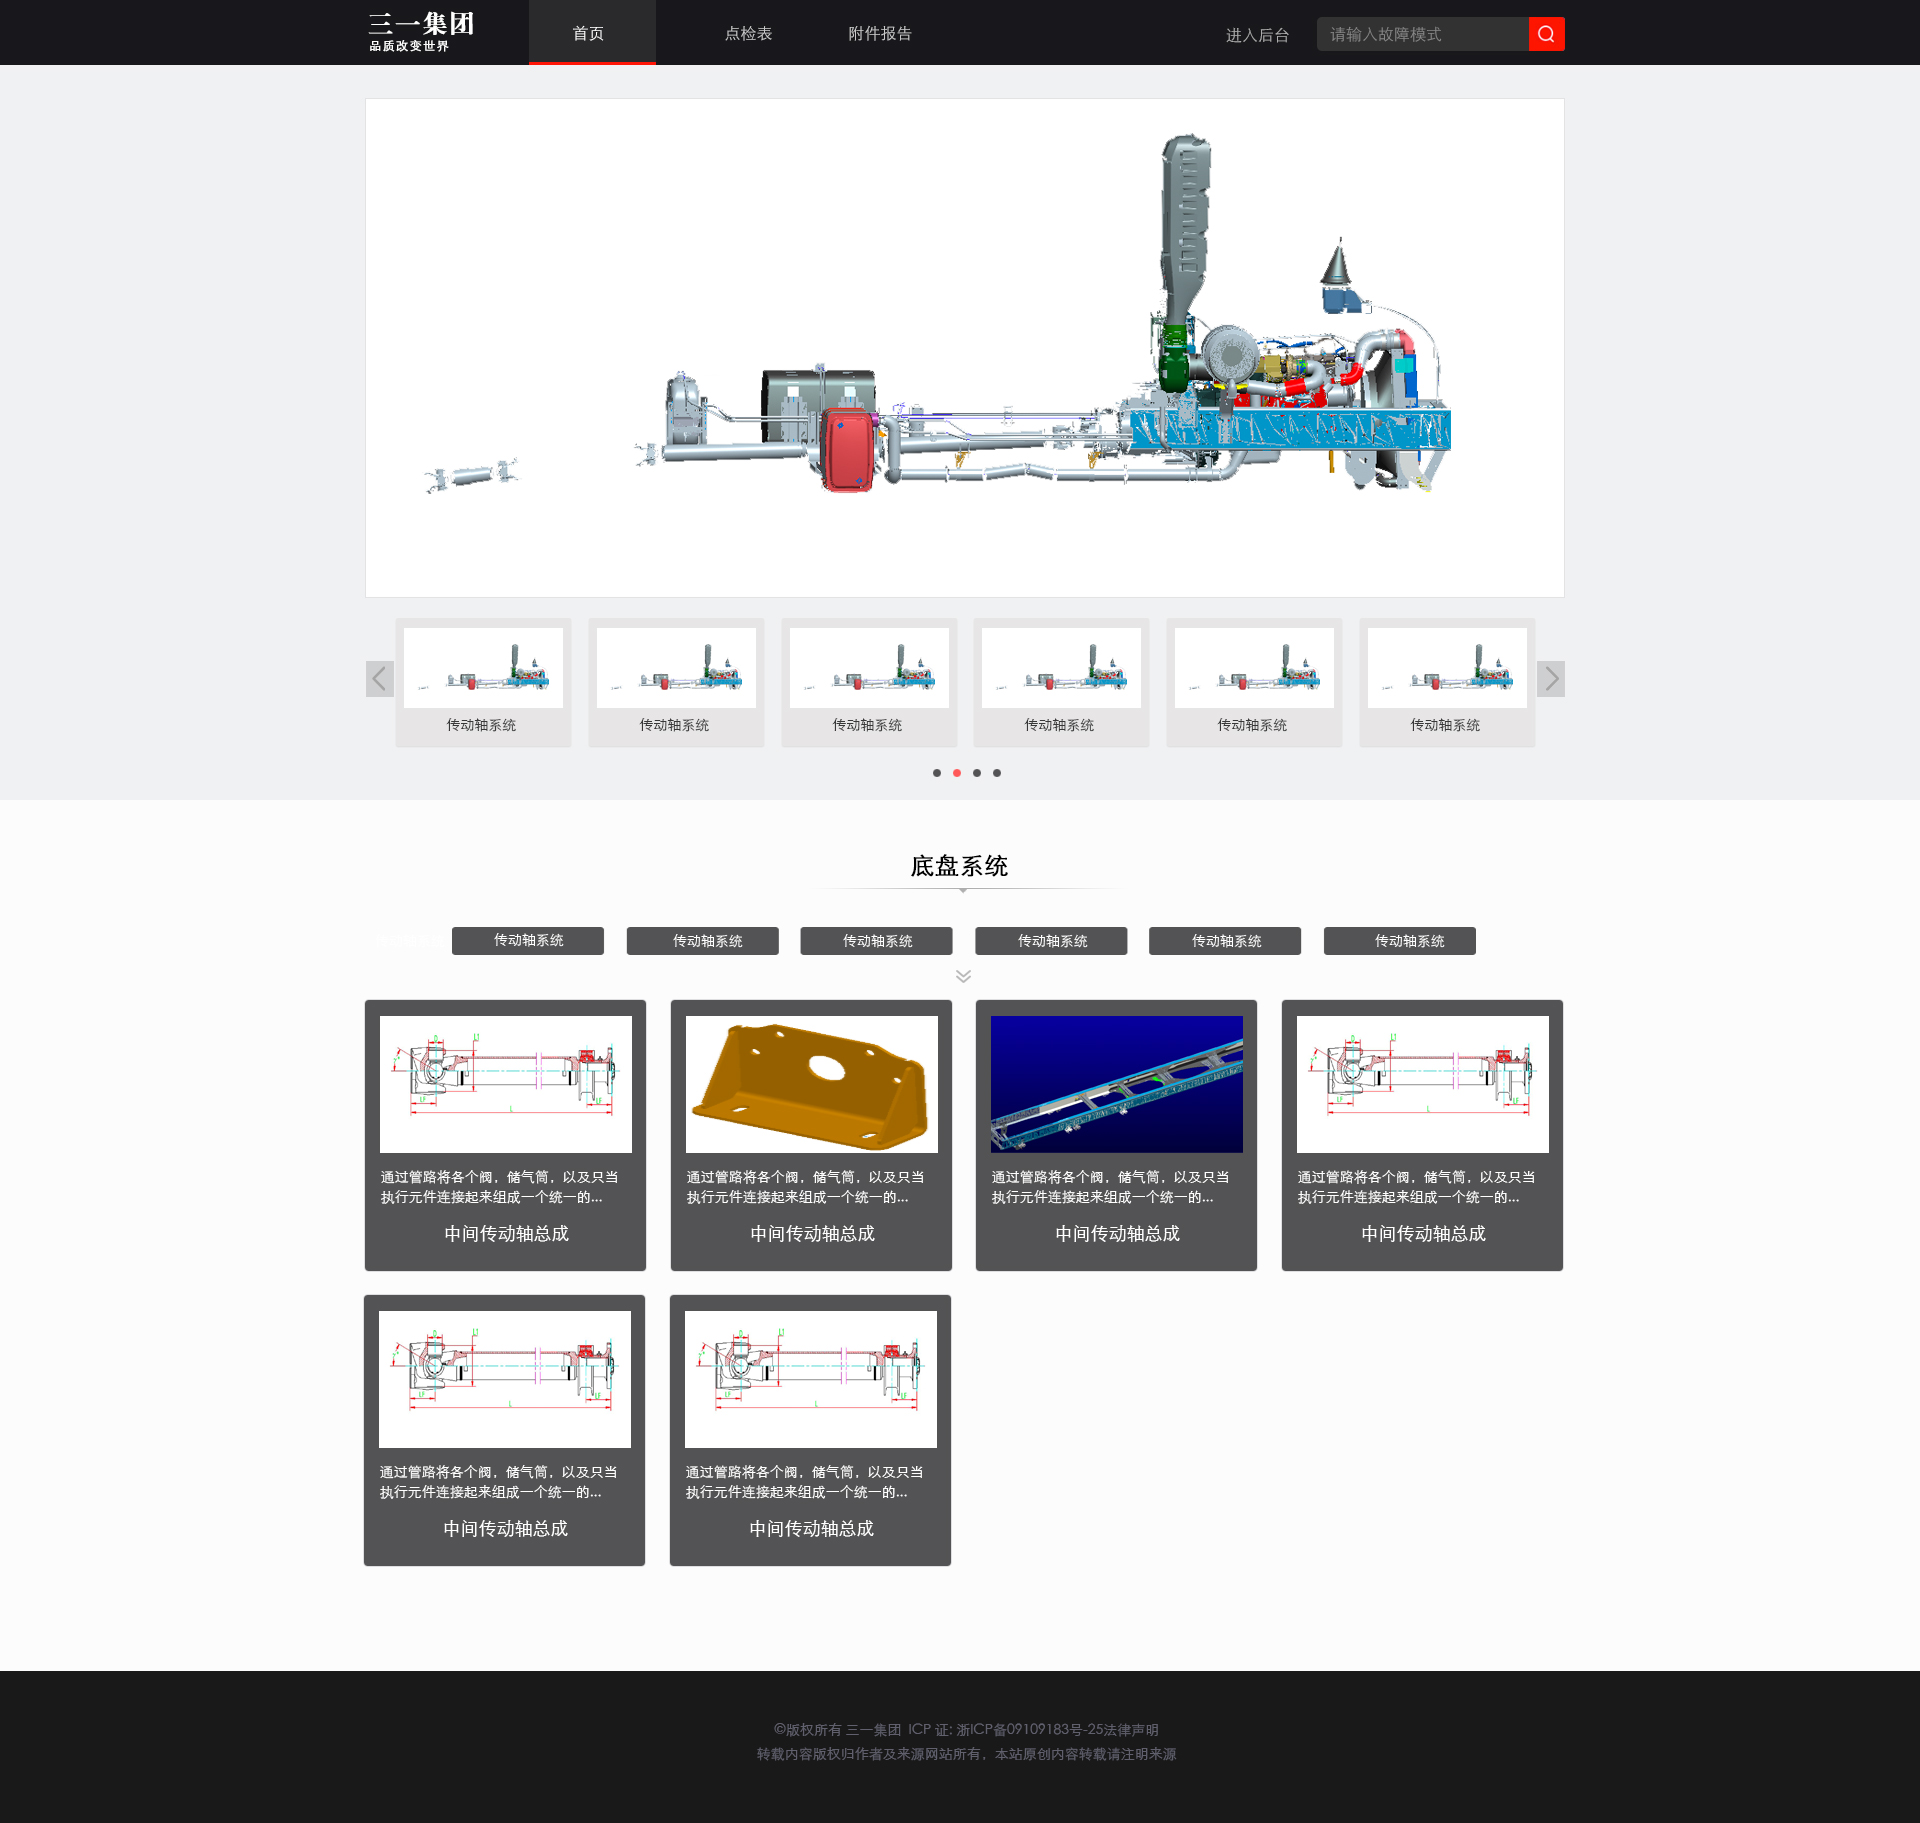 三一集团
品质改变世界
首页
点检表
附件报告
进入后台
请输入故障模式
传动轴系统
传动轴系统
传动轴系统
传动轴系统
传动轴系统
传动轴系统
底盘系统
传动轴系统
传动轴系统
传动轴系统
传动轴系统
传动轴系统
传动轴系统
通过管路将各个阀，储气筒，以及只当
执行元件连接起来组成一个统一的...
中间传动轴总成
通过管路将各个阀，储气筒，以及只当
执行元件连接起来组成一个统一的...
中间传动轴总成
通过管路将各个阀，储气筒，以及只当
执行元件连接起来组成一个统一的...
中间传动轴总成
通过管路将各个阀，储气筒，以及只当
执行元件连接起来组成一个统一的...
中间传动轴总成
通过管路将各个阀，储气筒，以及只当
执行元件连接起来组成一个统一的...
中间传动轴总成
通过管路将各个阀，储气筒，以及只当
执行元件连接起来组成一个统一的...
中间传动轴总成
©版权所有 三一集团 ICP 证: 浙ICP备09109183号-25法律声明
转载内容版权归作者及来源网站所有，本站原创内容转载请注明来源